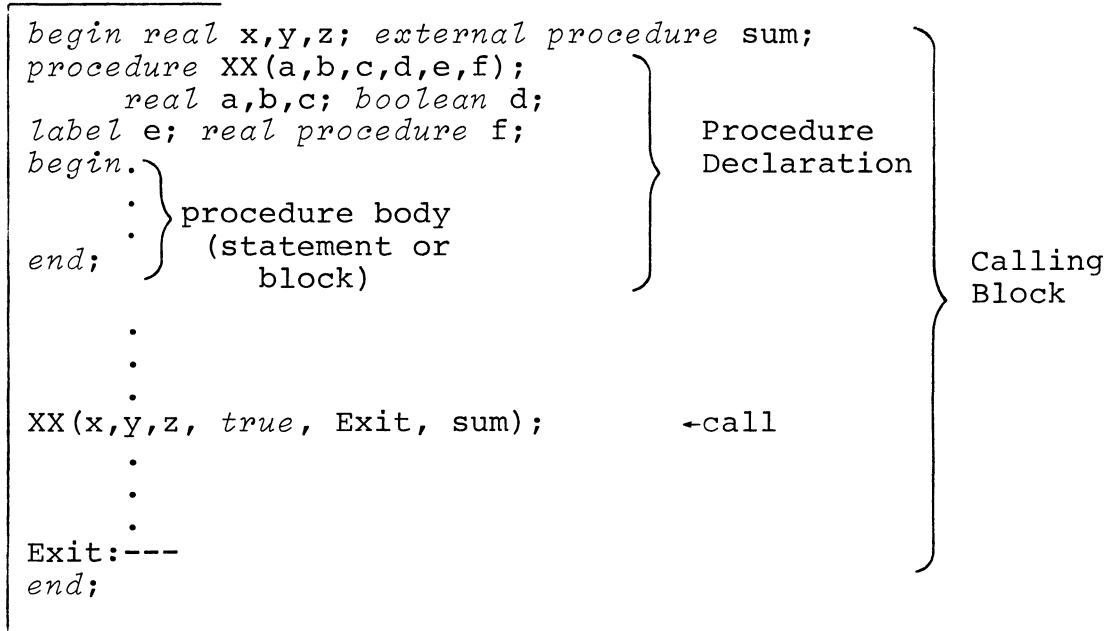 begin real x,y,z; external procedure sum;
procedure XX(a,b,c,d,e,f);
real a,b,c; boolean d;
label e; real procedure f;
begin.
.
.
end;
procedure body
(statement or
block)
Procedure
Declaration
Calling
Block
.
.
.
XX(x,y,z, true, Exit, sum); ←call
.
.
.
Exit:---
end;